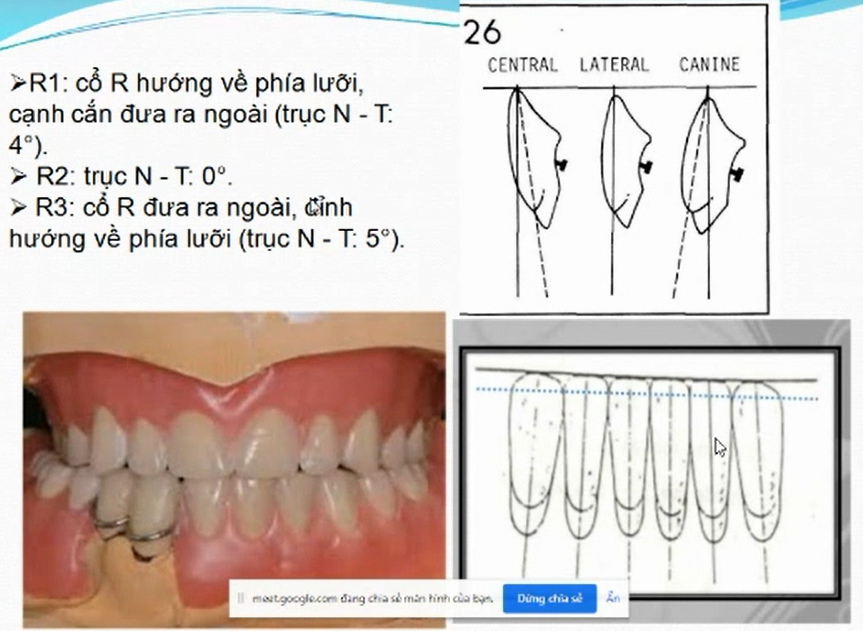 ➢R1: cổ R hướng về phía lưỡi,
cạnh cắn đưa ra ngoài (trục N - T:
4°).
➢ R2: trục N - T: 0°.
➢ R3: cổ R đưa ra ngoài, đỉnh
hướng về phía lưỡi (trục N - T: 5°).
26
CENTRAL LATERAL CANINE
meet.google.com đang chia sẻ màn hình của bạn. Dừng chia sẻ Ẩn